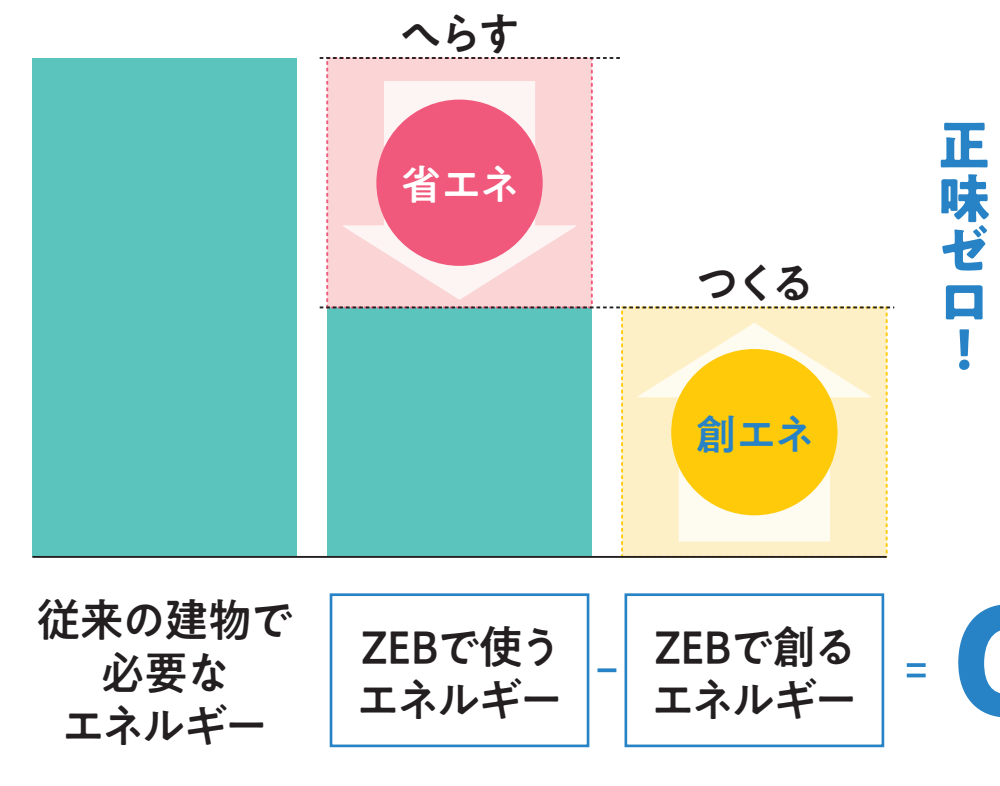 へらす
省エネ
つくる
創エネ
正味ゼロ！
従来の建物で
必要な
エネルギー
ZEBで使う
エネルギー
−
ZEBで創る
エネルギー
=